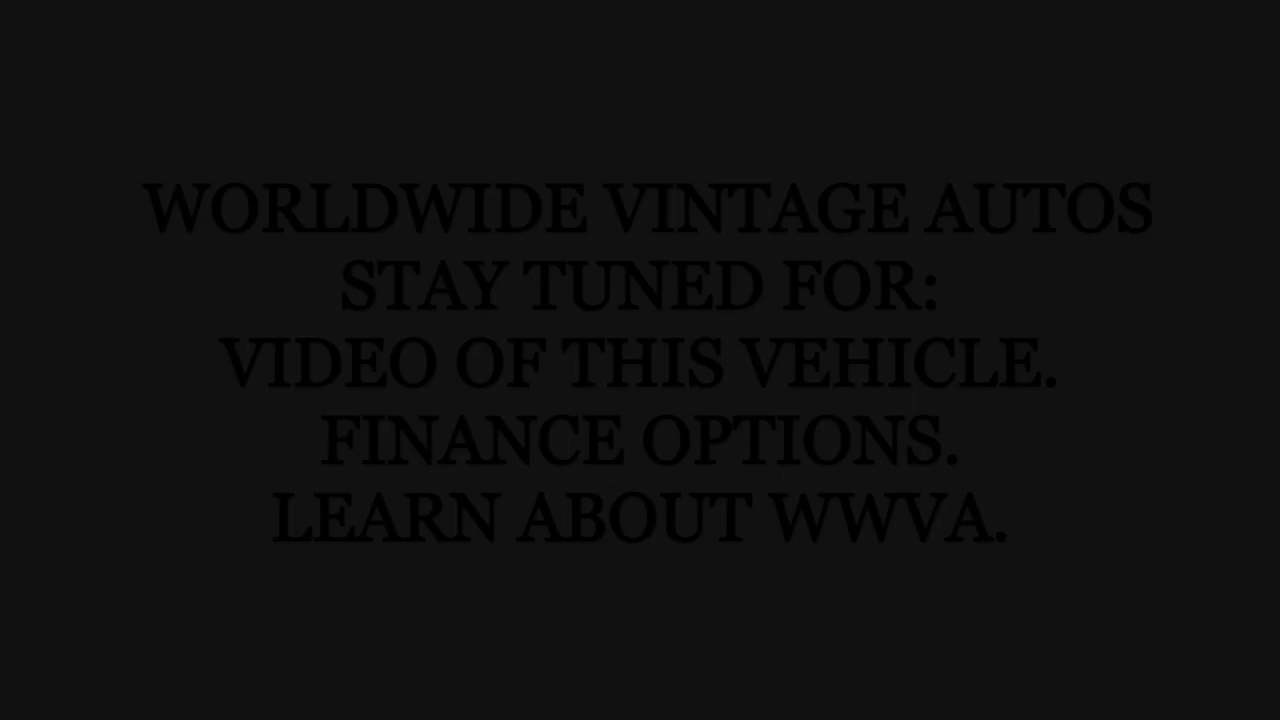 WORLDWIDE VINTAGE AUTOS
STAY TUNED FOR:
VIDEO OF THIS VEHICLE.
FINANCE OPTIONS.
LEARN ABOUT WWVA.